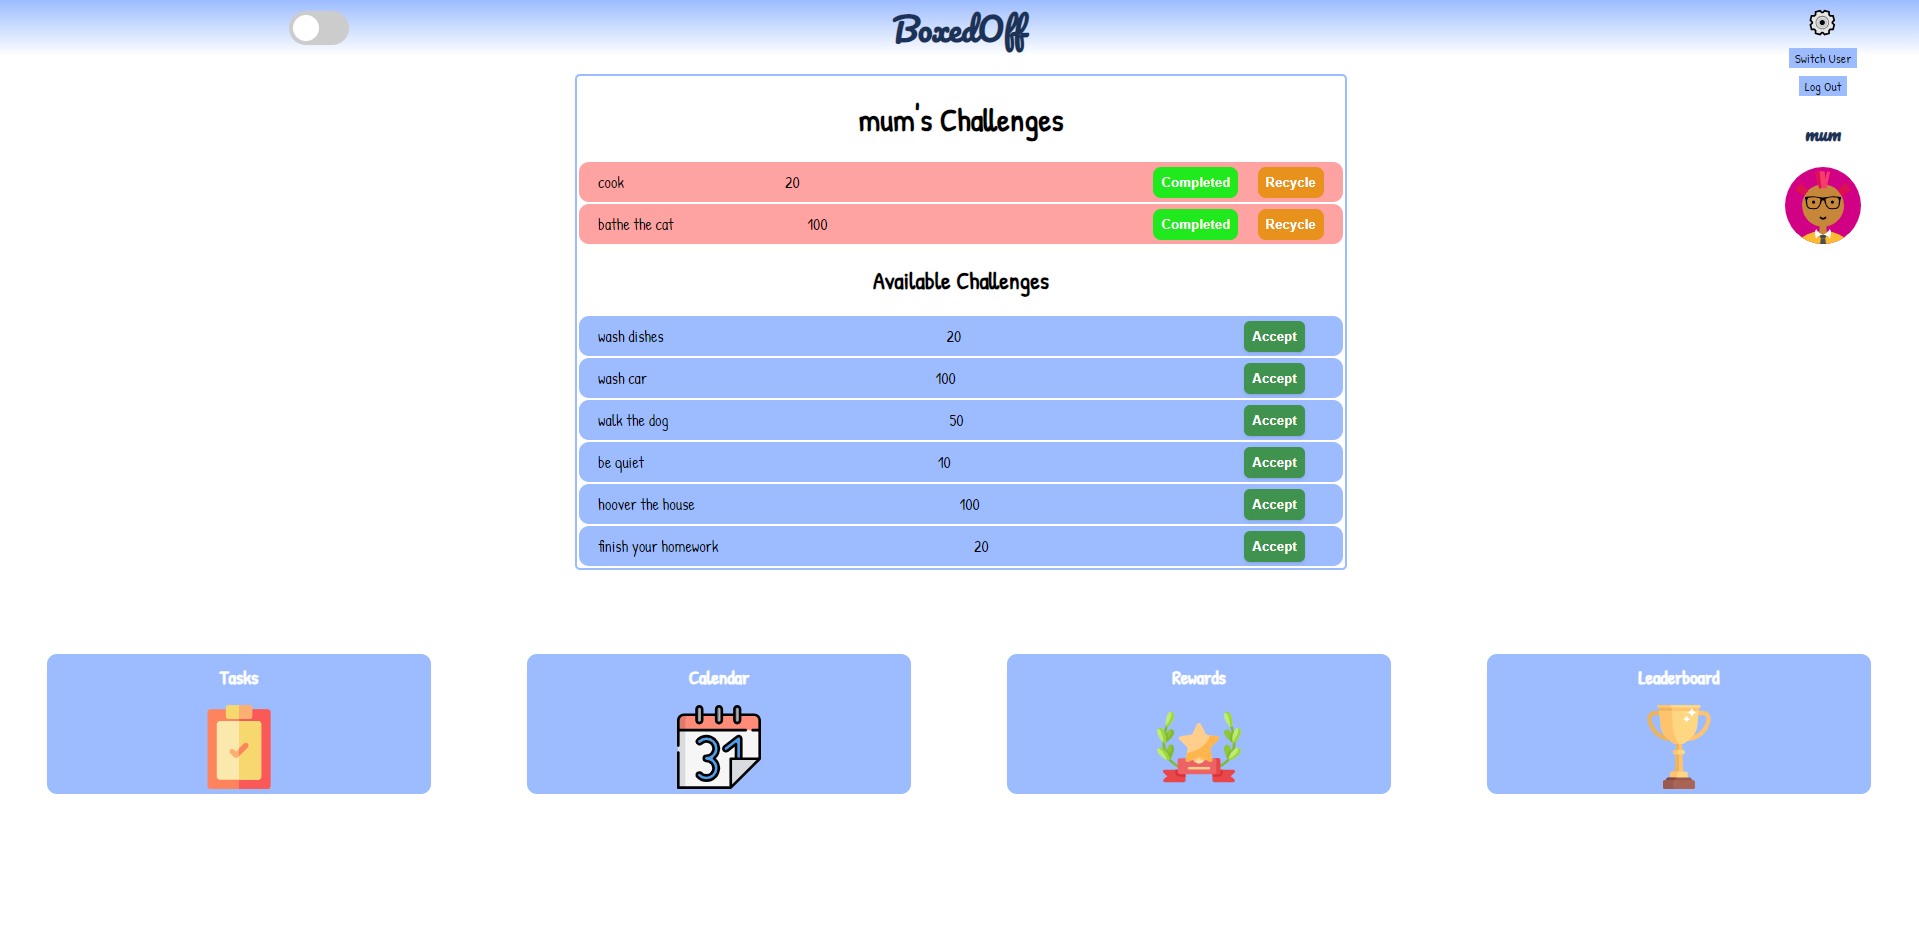 BoxedOff
Switch User
Log Out
mum
mum's Challenges
cook 20 Completed Recycle
bathe the cat 100 Completed Recycle
Available Challenges
wash dishes 20 Accept
wash car 100 Accept
walk the dog 50 Accept
be quiet 10 Accept
hoover the house 100 Accept
finish your homework 20 Accept
Tasks Calendar Rewards Leaderboard
31